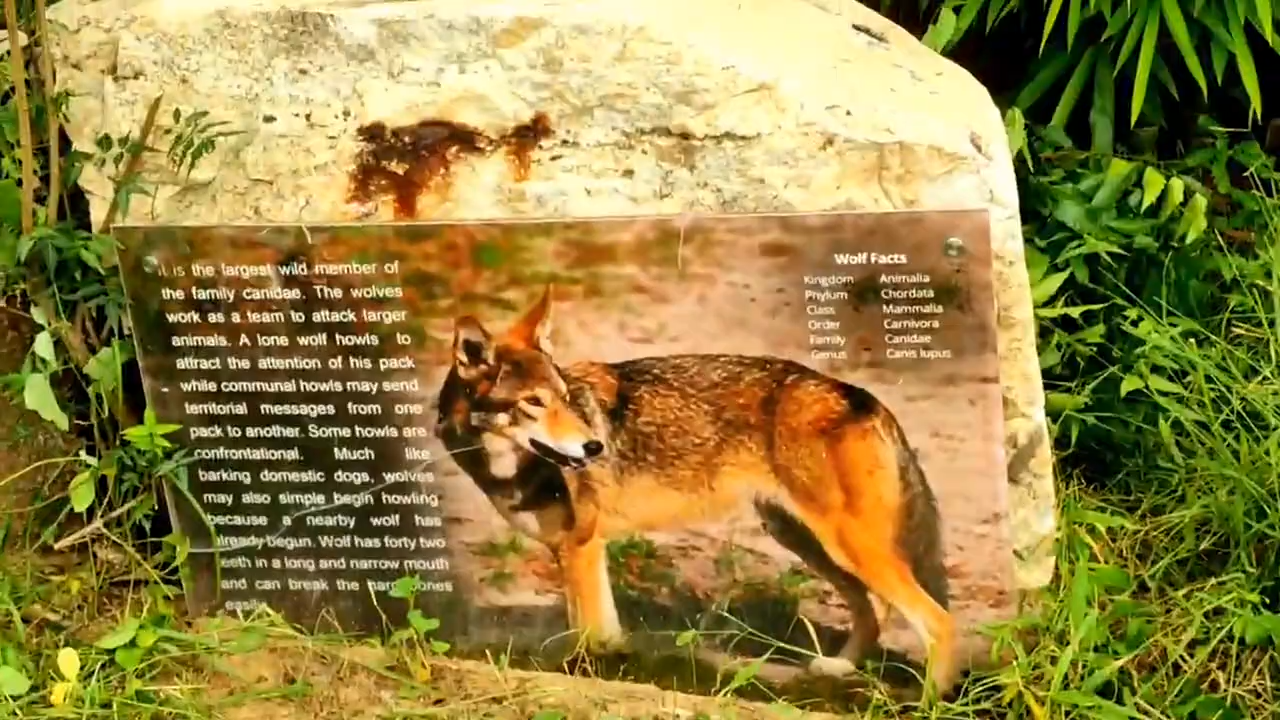 it is the largest wild member of
the family canidae. The wolves
work as a team to attack larger
animals. A lone wolf howls to
attract the attention of his pack
while communal howls may send
territorial messages from one
pack to another. Some howls are
confrontational. Much like
barking domestic dogs, wolves
may also simple begin howling
because a nearby wolf has
already begun. Wolf has forty two
teeth in a long and narrow mouth
and can break the hard bones
easily.
Wolf Facts
Kingdom Animalia
Phylum Chordata
Class Mammalia
Order Carnivora
Family Canidae
Genus Canis lupus